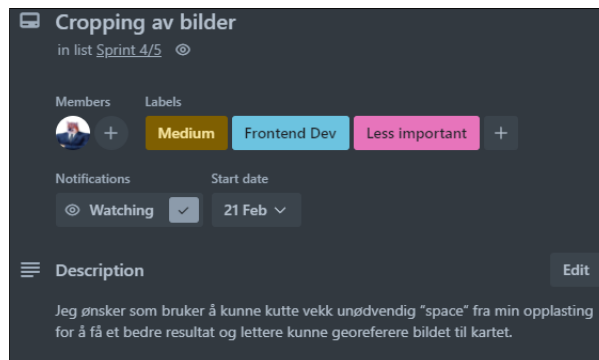 Cropping av bilder
in list Sprint 4/5
Members Labels
Medium Frontend Dev Less important
Notifications Start date
Watching 21 Feb
Description Edit
Jeg ønsker som bruker å kunne kutte vekk unødvendig "space" fra min opplasting
for å få et bedre resultat og lettere kunne georeferere bildet til kartet.